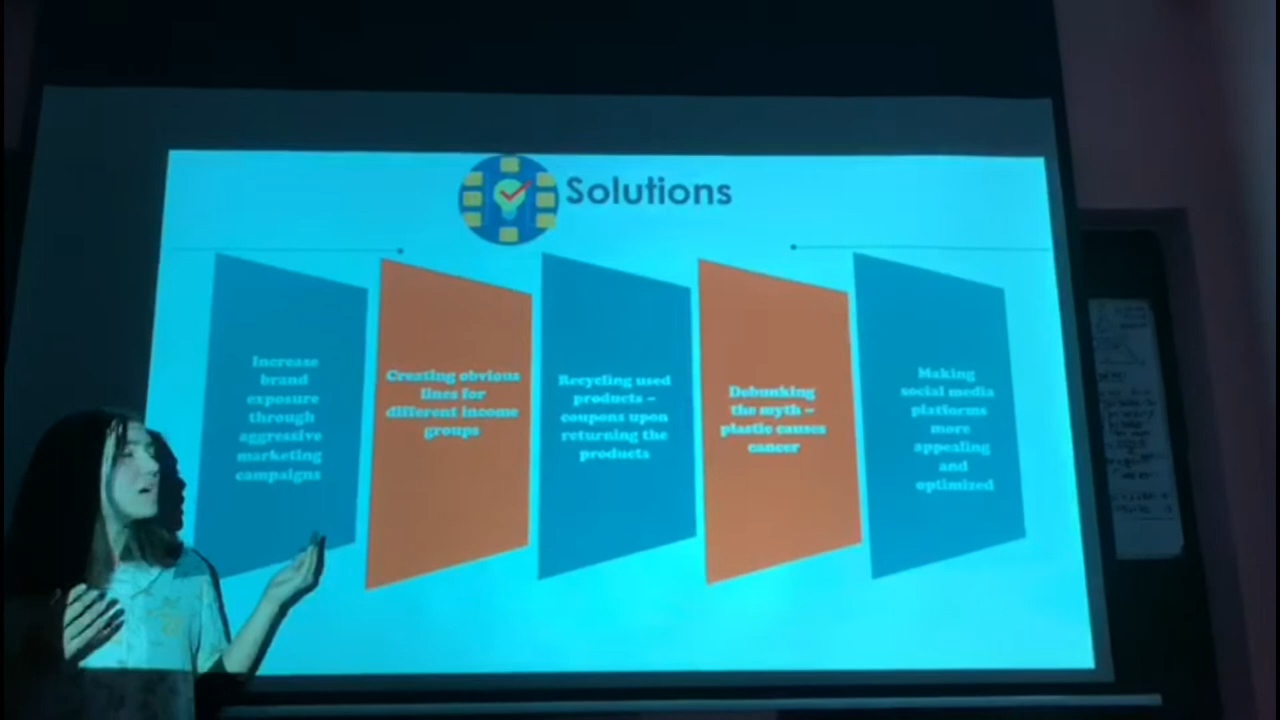 Solutions
Increase
brand
exposure
through
aggressive
marketing
campaigns
Creating obvious
lines for
different income
groups
Recycling used
products –
coupons upon
returning the
products
Debunking
the myth –
plastic causes
cancer
Making
social media
platforms
more
appealing
and
optimized